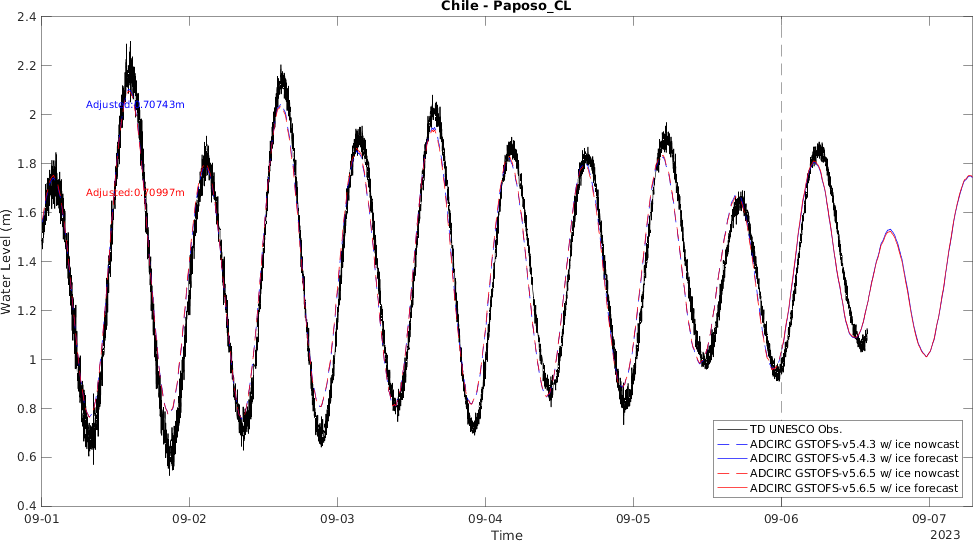 Chile - Paposo_CL
2.4
2.2
2
1.8
1.6
1.4
1.2
1
0.8
0.6
0.4
Water Level (m)
Adjusted:0.70743m
Adjusted:0.70997m
TD UNESCO Obs.
ADCIRC GSTOFS-v5.4.3 w/ ice nowcast
ADCIRC GSTOFS-v5.4.3 w/ ice forecast
ADCIRC GSTOFS-v5.6.5 w/ ice nowcast
ADCIRC GSTOFS-v5.6.5 w/ ice forecast
09-01 09-02 09-03 09-04 09-05 09-06 09-07
Time
2023